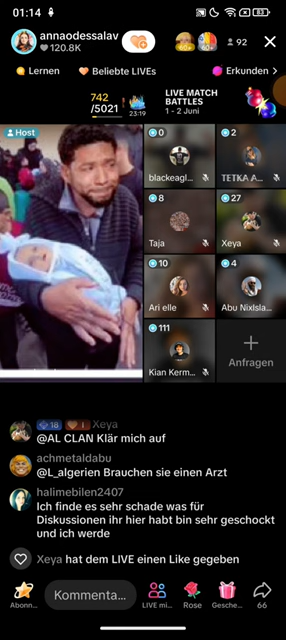 01:14
83
annaodessalav
120.8K
92
Lernen
Beliebte LIVEs
Erkunden
742
/5021
23:19
LIVE MATCH
BATTLES
1 - 2 Juni
Host
0
blackeagl...
2
TETKA A...
8
Taja
27
Xeya
10
Ari elle
4
Abu NixIsla...
111
Kian Kerm...
Anfragen
18 1 Xeya
@AL CLAN Klär mich auf
achmetaldabu
@L_algerien Brauchen sie einen Arzt
halimebilen2407
Ich finde es sehr schade was für
Diskussionen ihr hier habt bin sehr geschockt
und ich werde
Xeya hat dem LIVE einen Like gegeben
Kommenta...
Abonn...
LIVE mi...
Rose
Gesche...
66